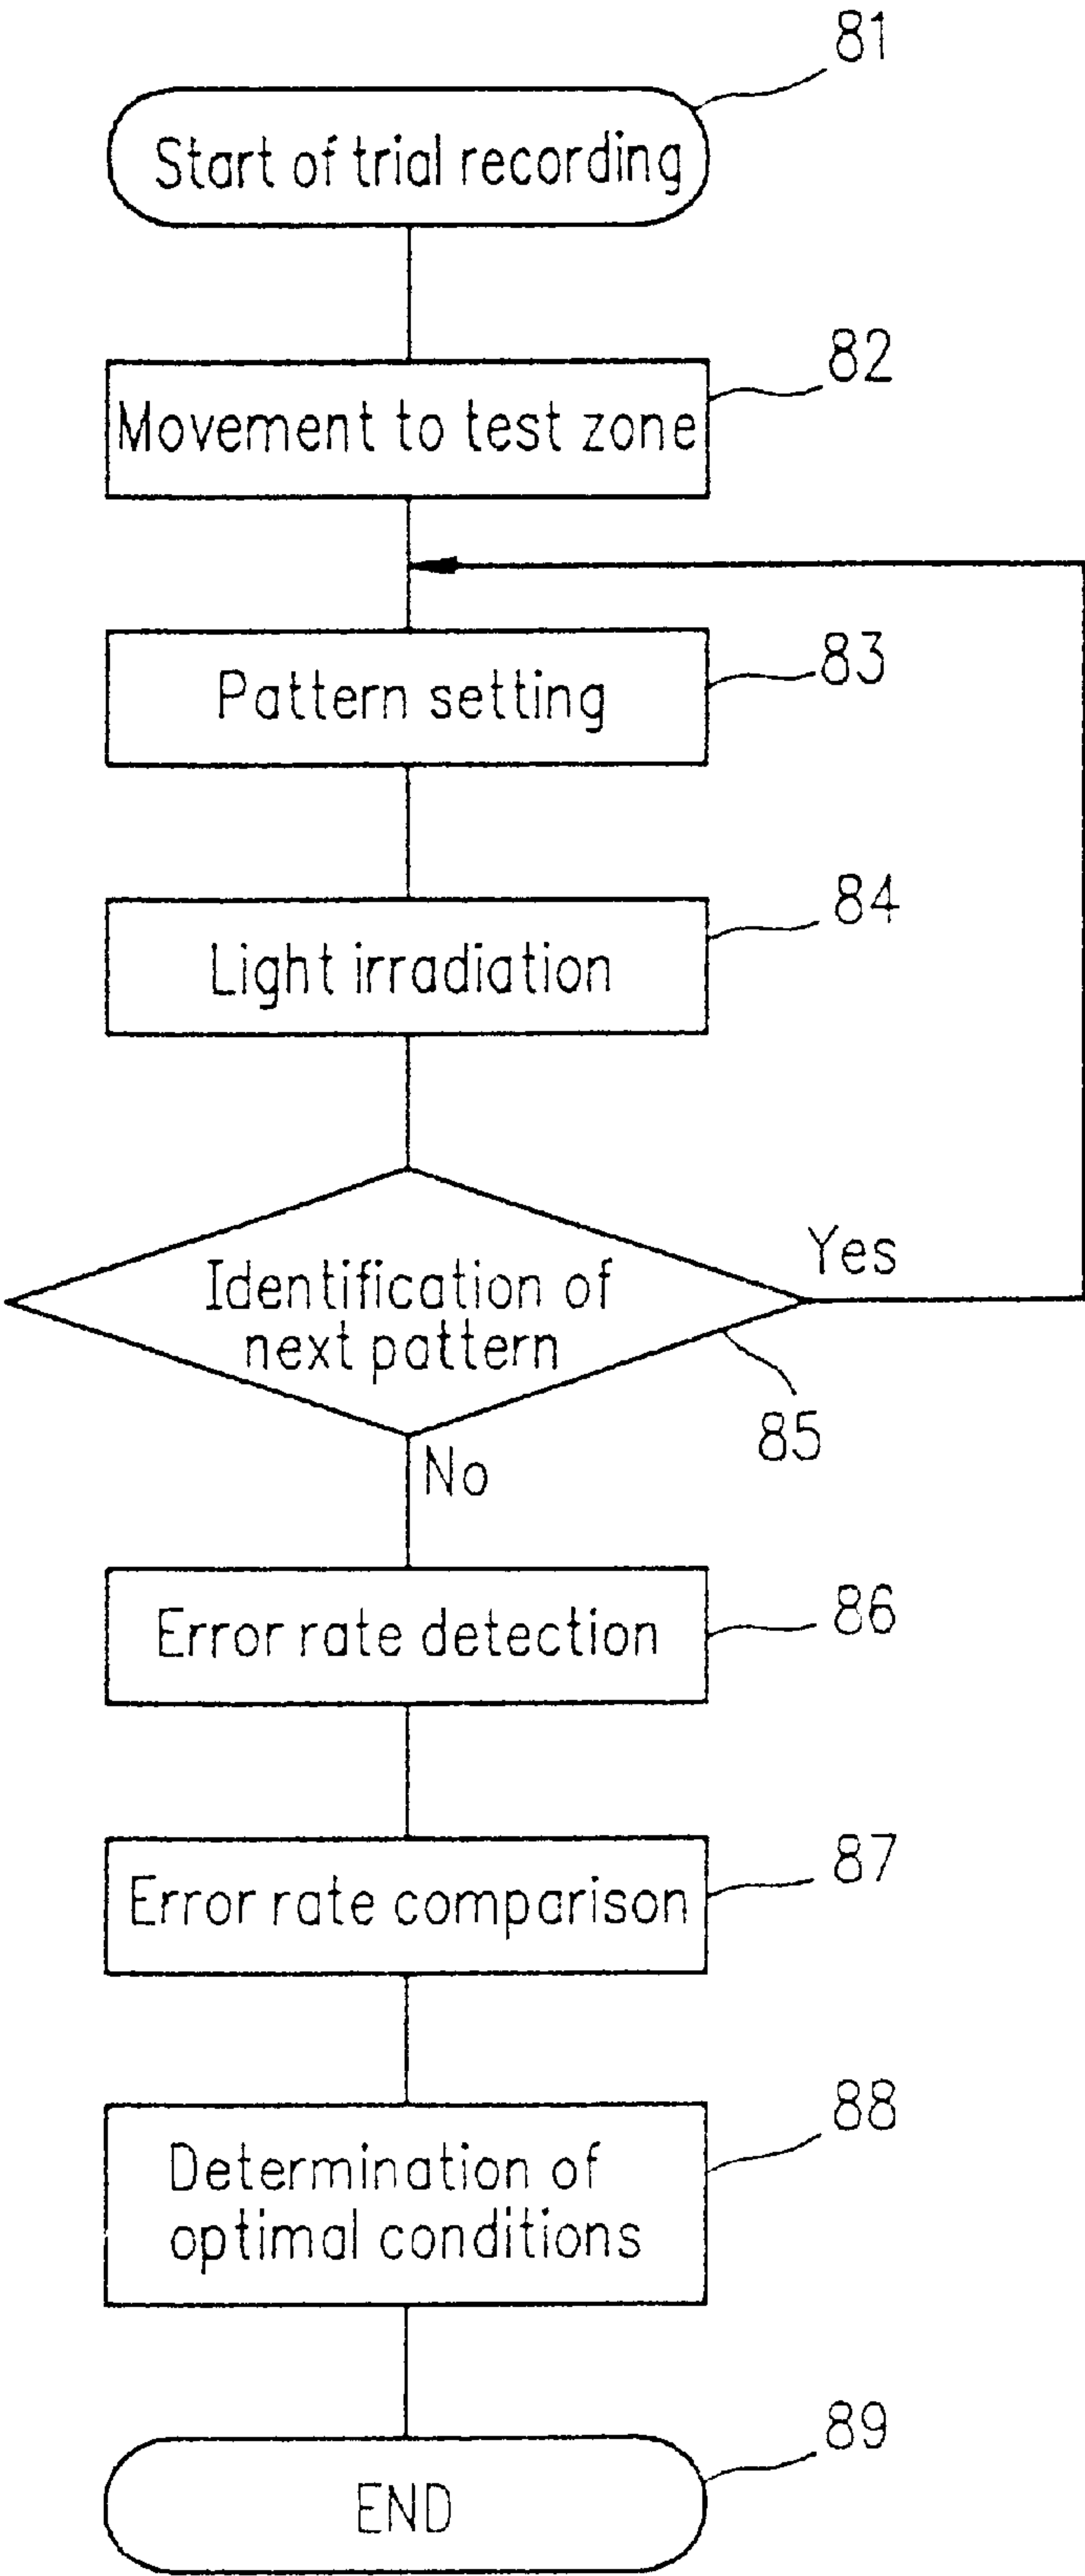 81
Start of trial recording
82
Movement to test zone
83
Pattern setting
84
Light irradiation
Yes
Identification of
next pattern
85
No
86
Error rate detection
87
Error rate comparison
88
Determination of
optimal conditions
89
END